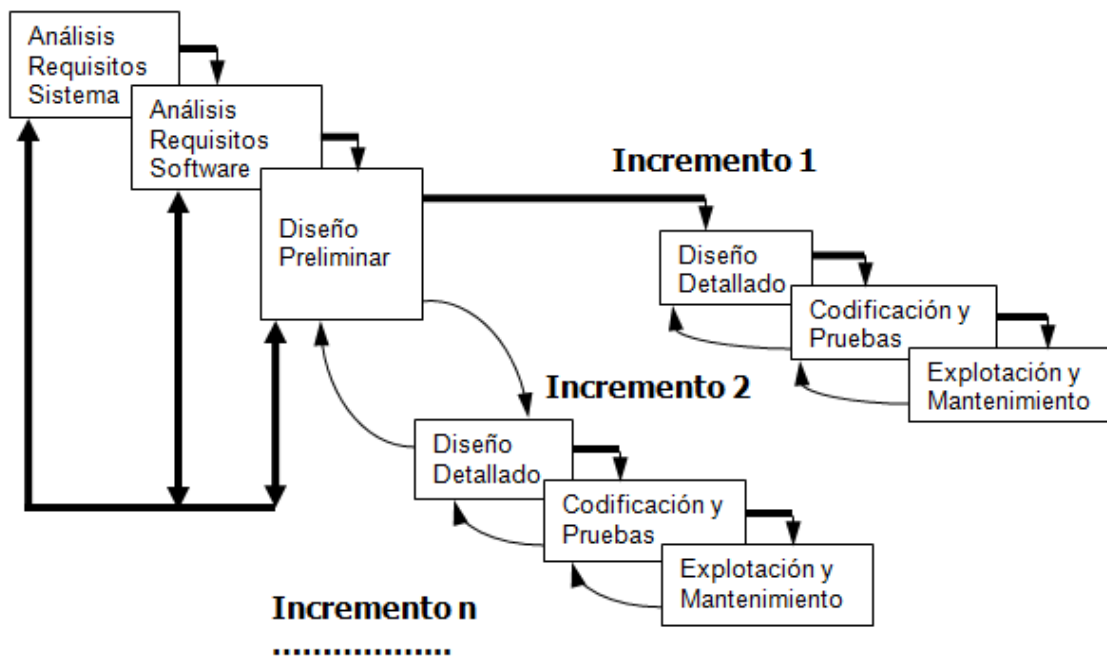 Análisis
Requisitos
Sistema
Análisis
Requisitos
Software
Diseño
Preliminar
Incremento 1
Diseño
Detallado
Codificación y
Pruebas
Explotación y
Mantenimiento
Incremento 2
Diseño
Detallado
Codificación y
Pruebas
Explotación y
Mantenimiento
Incremento n
..................